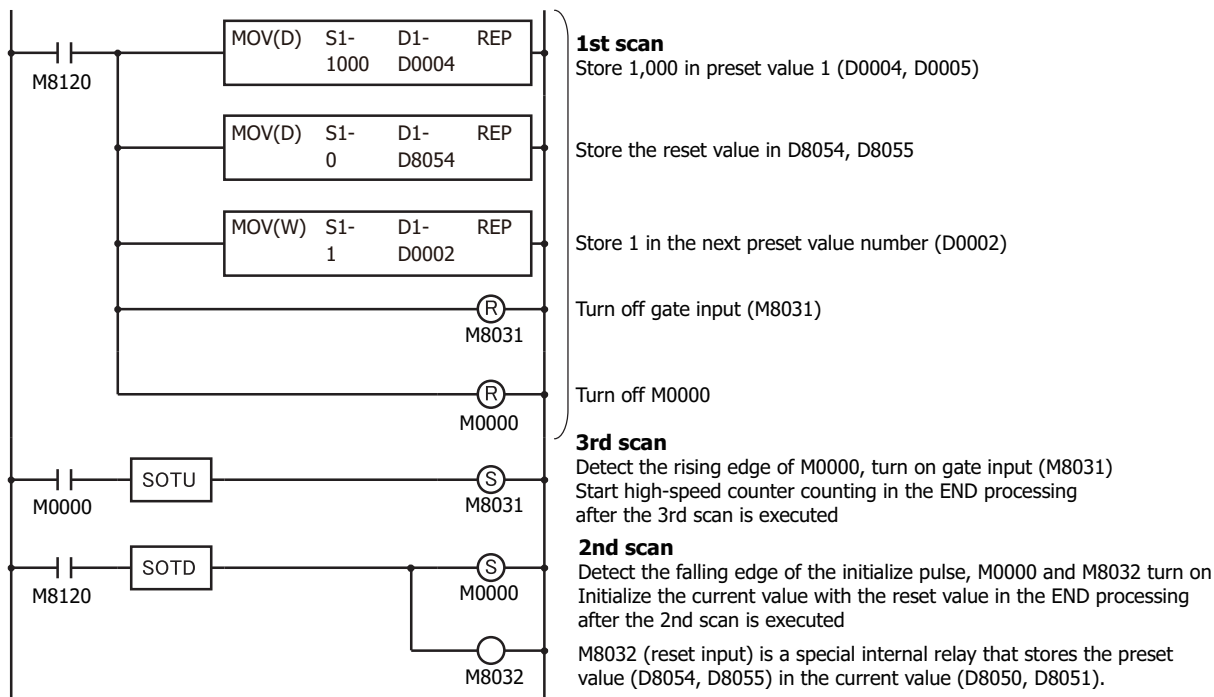 MOV(D) S1- D1- REP
1000 D0004
M8120
1st scan
Store 1,000 in preset value 1 (D0004, D0005)
MOV(D) S1- D1- REP
0 D8054
Store the reset value in D8054, D8055
MOV(W) S1- D1- REP
1 D0002
Store 1 in the next preset value number (D0002)
R
M8031
Turn off gate input (M8031)
R
M0000
Turn off M0000
3rd scan
M0000
SOTU
S
M8031
Detect the rising edge of M0000, turn on gate input (M8031)
Start high-speed counter counting in the END processing
after the 3rd scan is executed
2nd scan
M8120
SOTD
S
M0000
Detect the falling edge of the initialize pulse, M0000 and M8032 turn on
Initialize the current value with the reset value in the END processing
after the 2nd scan is executed
M8032
M8032 (reset input) is a special internal relay that stores the preset
value (D8054, D8055) in the current value (D8050, D8051).